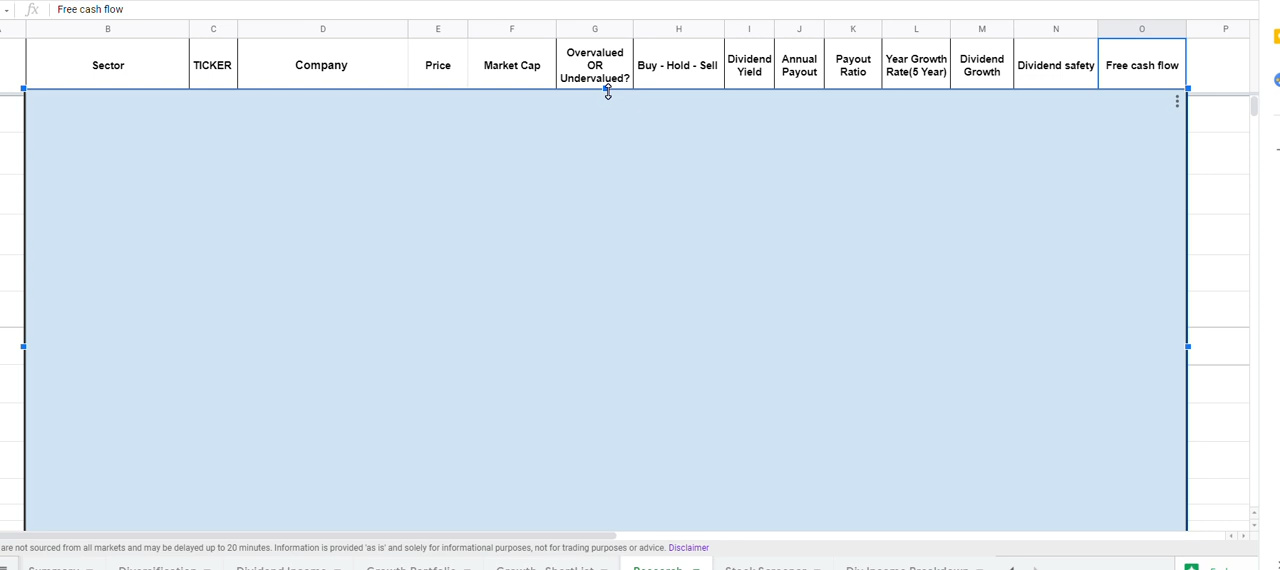 Free cash flow
B C D E F G H I J K L M N O P
Sector TICKER Company Price Market Cap Overvalued OR Undervalued? Buy - Hold - Sell Dividend Yield Annual Payout Payout Ratio Year Growth Rate(5 Year) Dividend Growth Dividend safety Free cash flow
are not sourced from all markets and may be delayed up to 20 minutes. Information is provided 'as is' and solely for informational purposes, not for trading purposes or advice. Disclaimer
Summary Diversification Dividend Income Growth Portfolio Growth - ShortList Research Stock Screener Div Income Breakdown